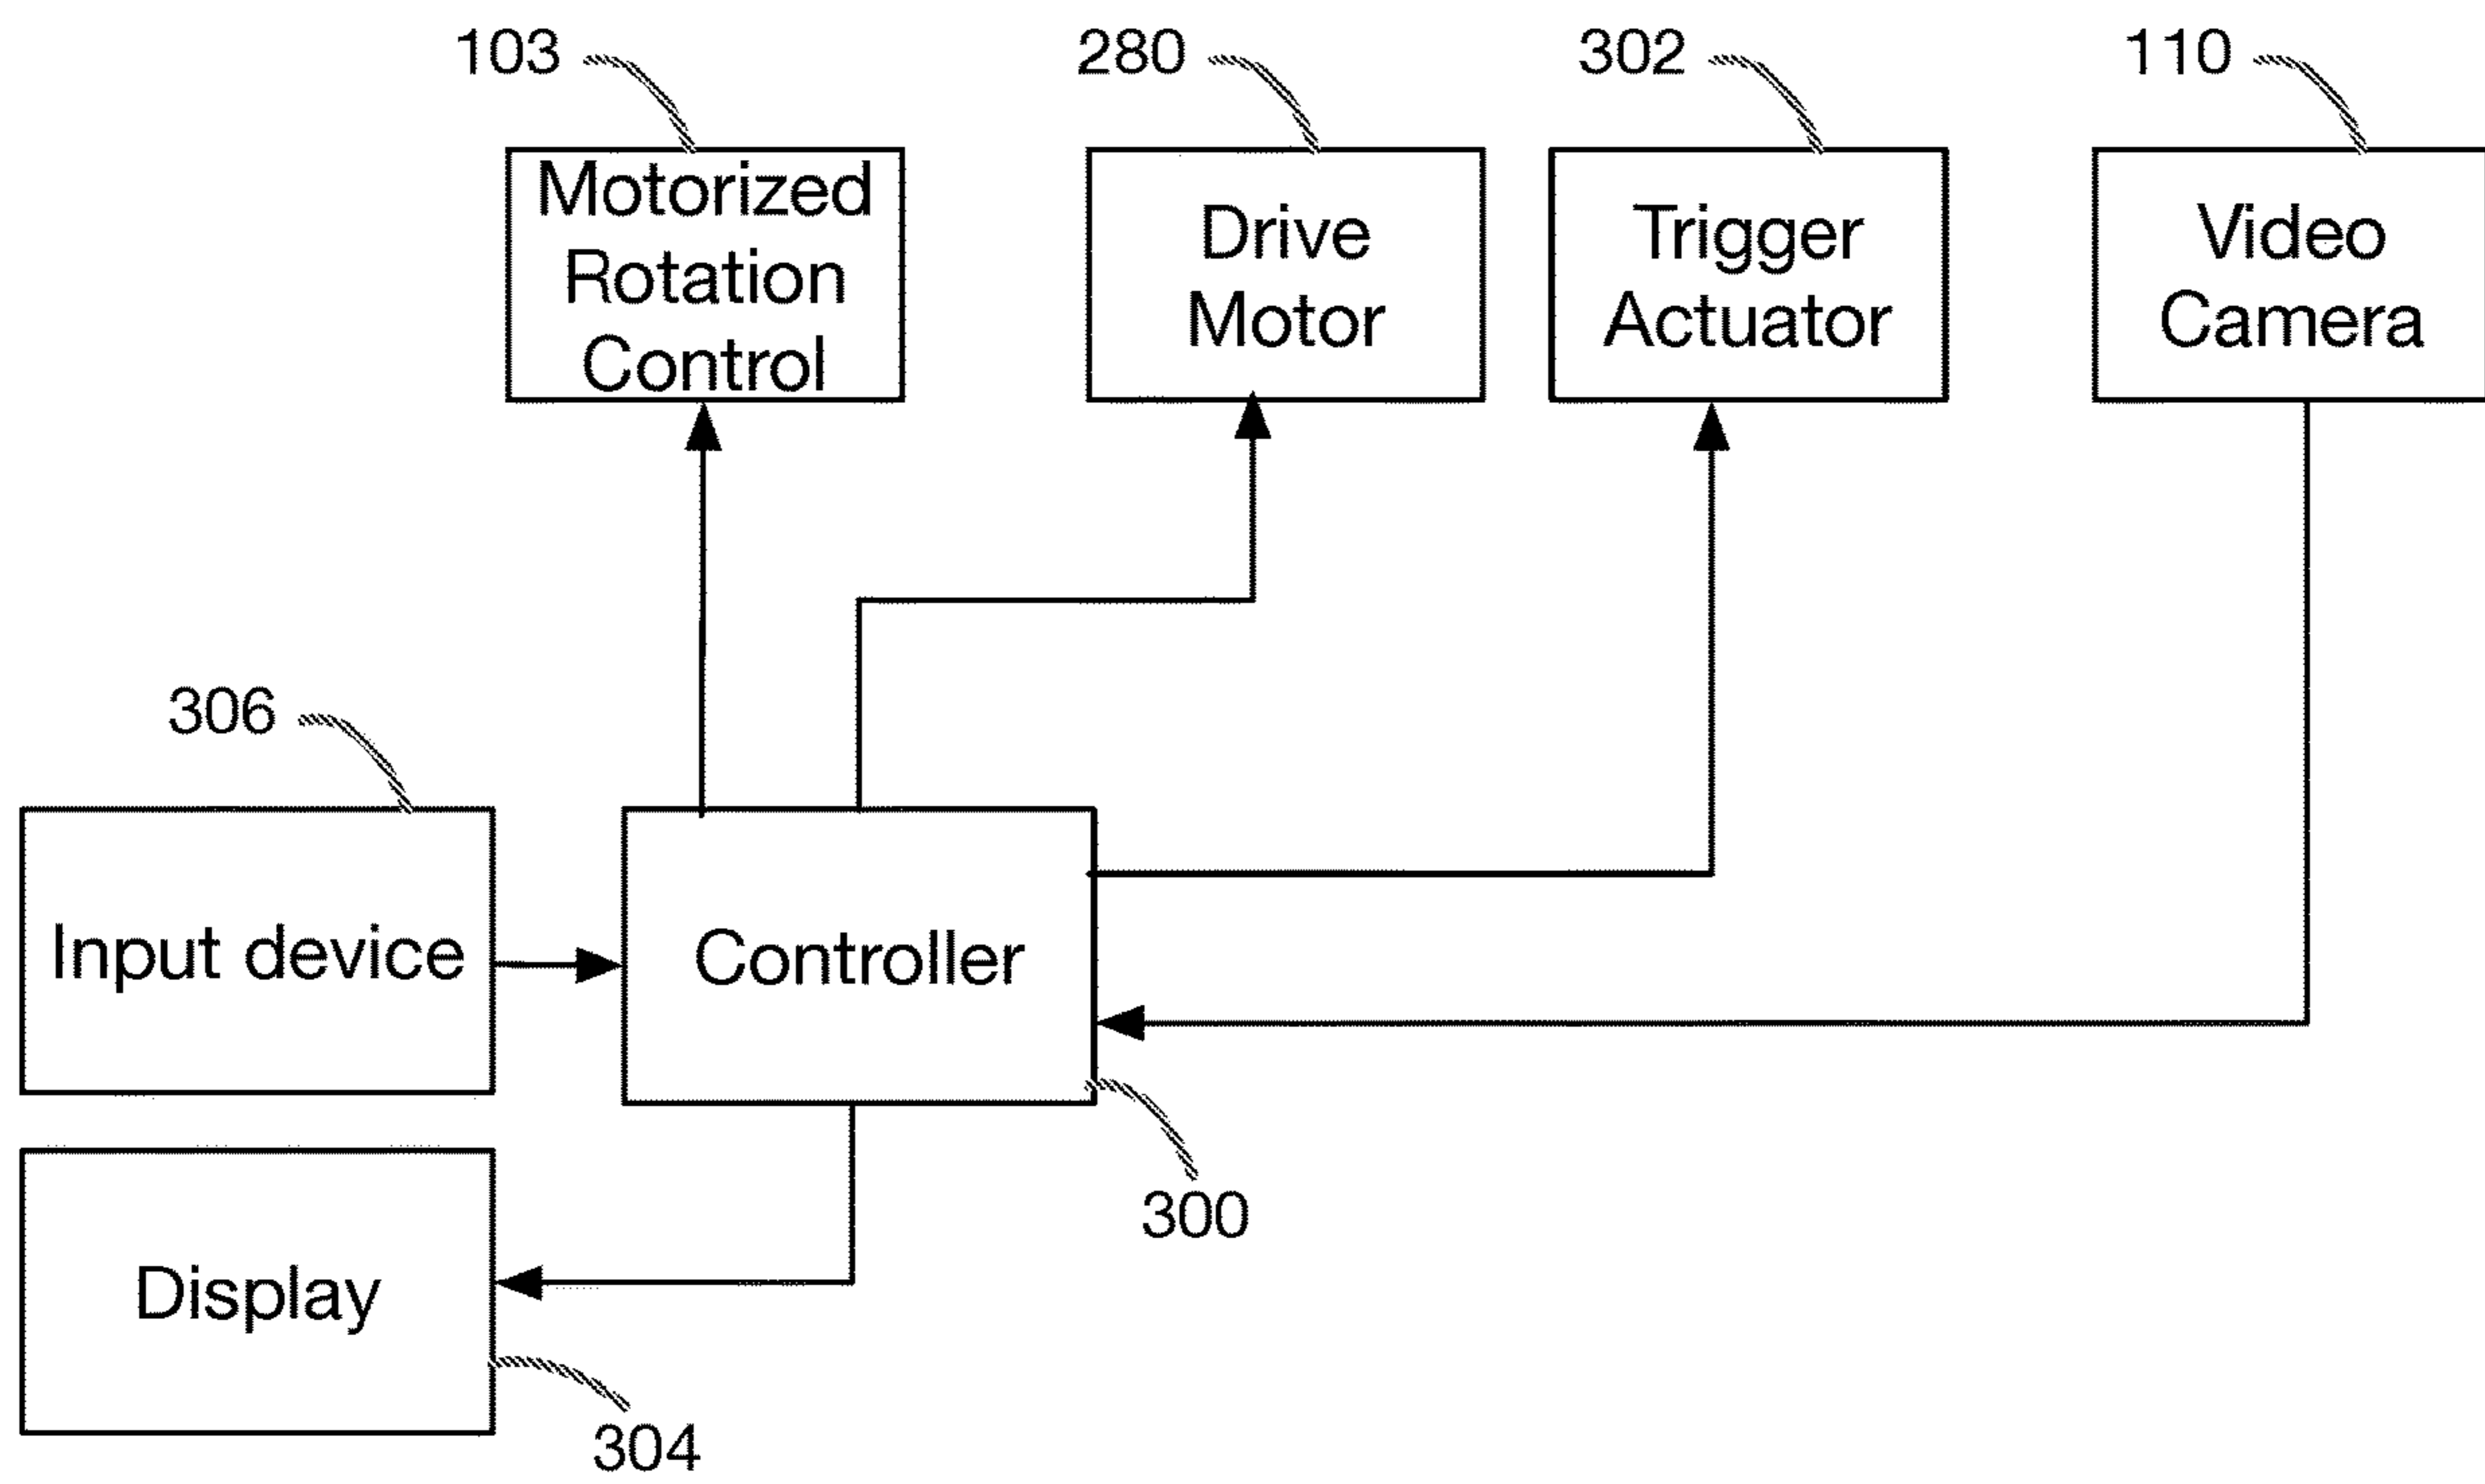 103
280
302
110
Motorized
Rotation
Control
Drive
Motor
Trigger
Actuator
Video
Camera
306
Input device
Controller
300
Display
304